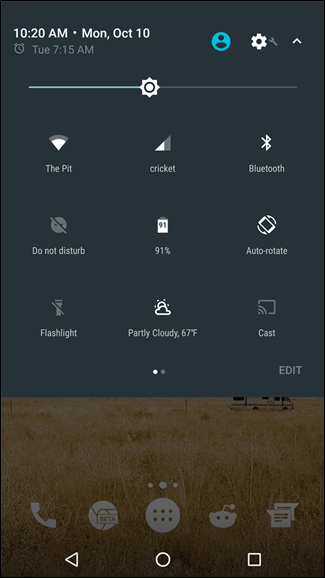 10:20 AM • Mon, Oct 10
Tue 7:15 AM
The Pit
cricket
Bluetooth
91
Do not disturb
91%
Auto-rotate
Flashlight
Partly Cloudy, 67°F
Cast
EDIT
BETA